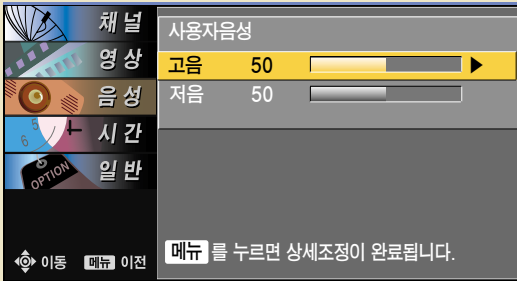 채널
영상
음성
시간
일반
OPTION
5
6
이동 메뉴 이전
사용자음성
고음 50
저음 50
메뉴 를 누르면 상세조정이 완료됩니다.